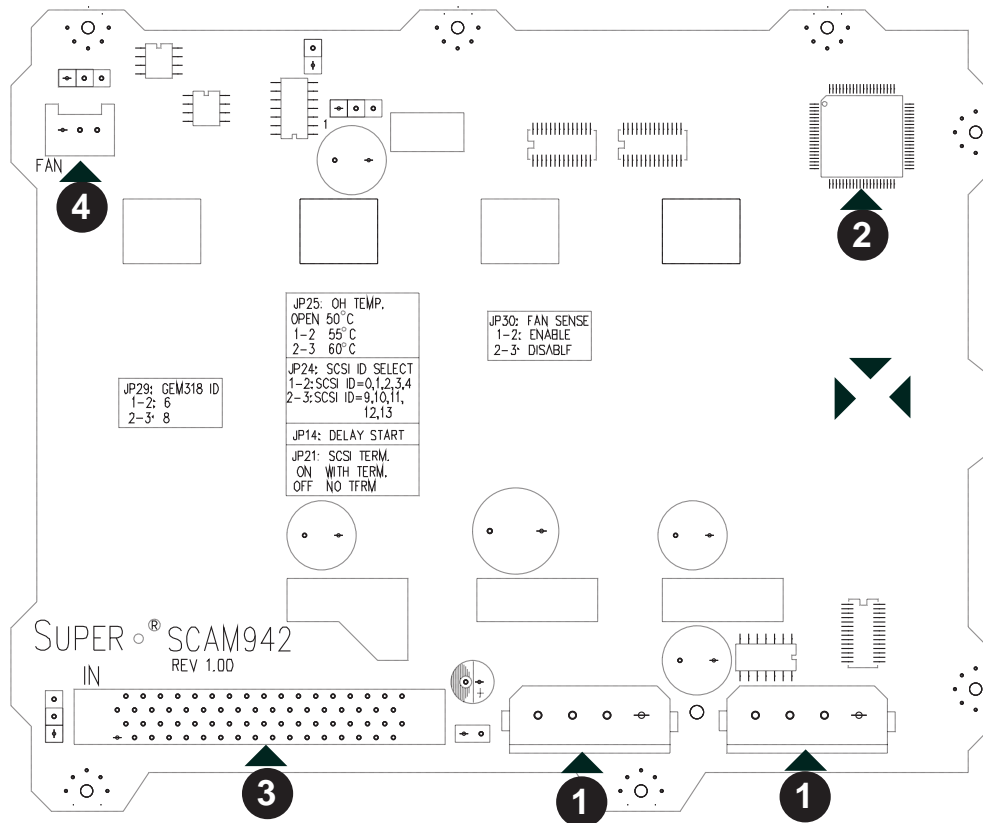 1
FAN
4
2
JP25: OH TEMP.
OPEN 50°C
1-2 55°C
2-3 60°C
JP24: SCSI ID SELECT
1-2: SCSI ID=0,1,2,3,4
2-3: SCSI ID=9,10,11,
12,13
JP14: DELAY START
JP21: SCSI TERM.
ON WITH TERM.
OFF NO TERM
JP30: FAN SENSE
1-2: ENABLE
2-3: DISABLE
JP29: GEM318 ID
1-2: 6
2-3: 8
SUPER ® SCAM942
REV 1.00
IN
+
3
1
1